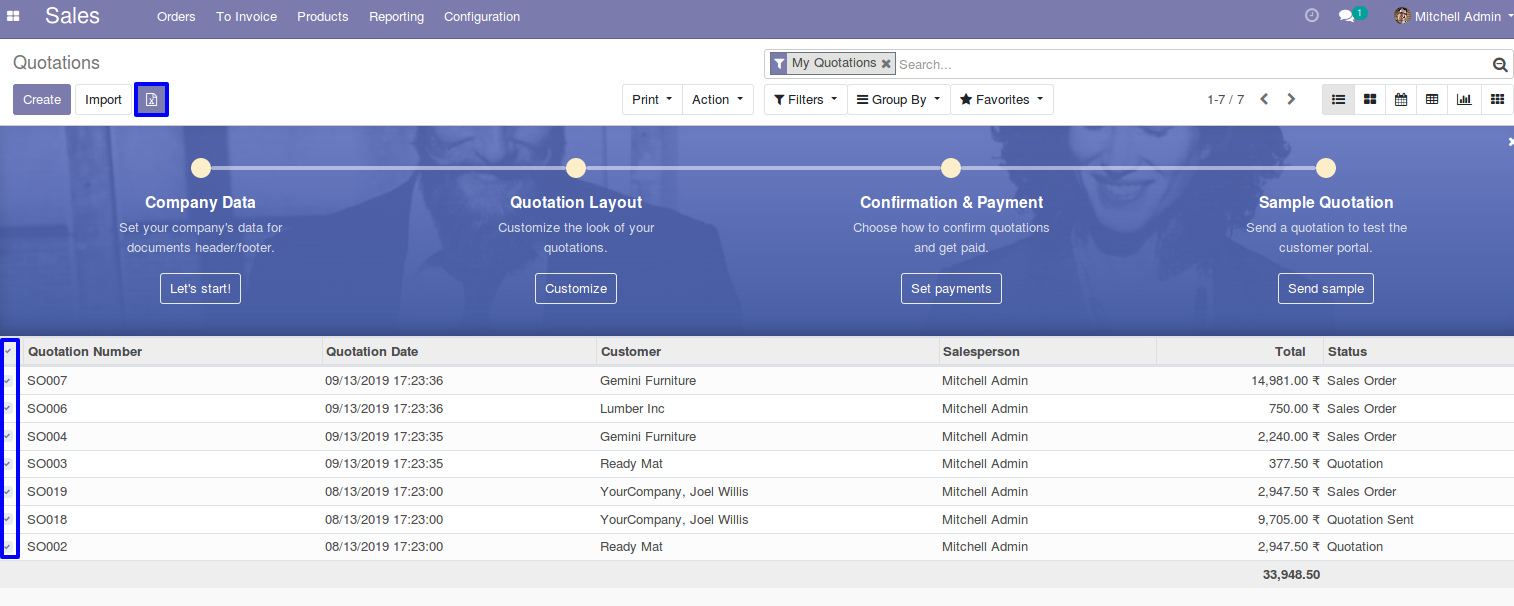 Sales Orders To Invoice Products Reporting Configuration 1 Mitchell Admin
Quotations My Quotations Search...
Create Import Print Action Filters Group By Favorites 1-7 / 7
Company Data Quotation Layout Confirmation & Payment Sample Quotation
Set your company's data for Customize the look of your Choose how to confirm quotations Send a quotation to test the
documents header/footer. quotations. and get paid. customer portal.
Let's start! Customize Set payments Send sample
Quotation Number Quotation Date Customer Salesperson Total Status
SO007 09/13/2019 17:23:36 Gemini Furniture Mitchell Admin 14,981.00 ₹ Sales Order
SO006 09/13/2019 17:23:36 Lumber Inc Mitchell Admin 750.00 ₹ Sales Order
SO004 09/13/2019 17:23:35 Gemini Furniture Mitchell Admin 2,240.00 ₹ Sales Order
SO003 09/13/2019 17:23:35 Ready Mat Mitchell Admin 377.50 ₹ Quotation
SO019 08/13/2019 17:23:00 YourCompany, Joel Willis Mitchell Admin 2,947.50 ₹ Sales Order
SO018 08/13/2019 17:23:00 YourCompany, Joel Willis Mitchell Admin 9,705.00 ₹ Quotation Sent
SO002 08/13/2019 17:23:00 Ready Mat Mitchell Admin 2,947.50 ₹ Quotation
33,948.50